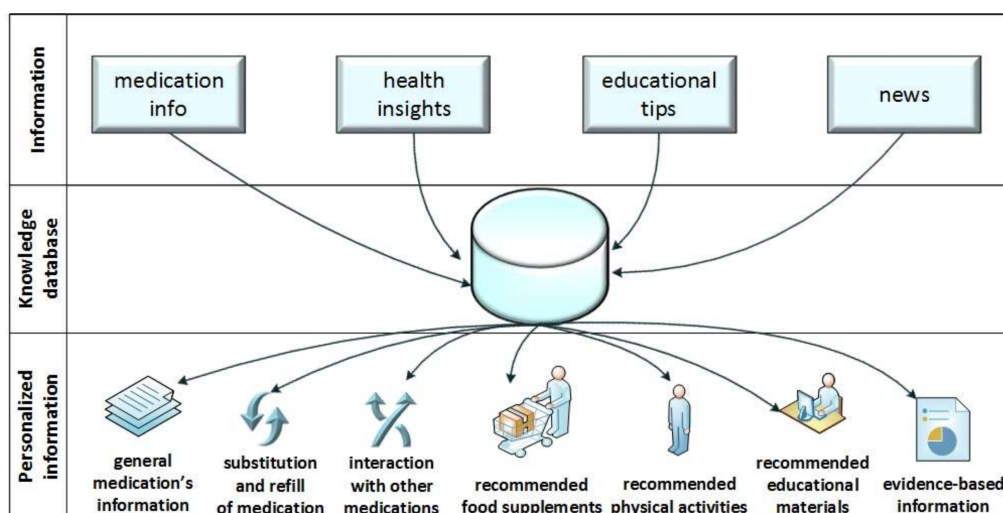 Information
medication
info
health
insights
educational
tips
news
Knowledge
database
Personalized
information
general
medication's
information
substitution
and refill
of medication
interaction
with other
medications
recommended
food supplements
recommended
physical activities
recommended
educational
materials
evidence-based
information